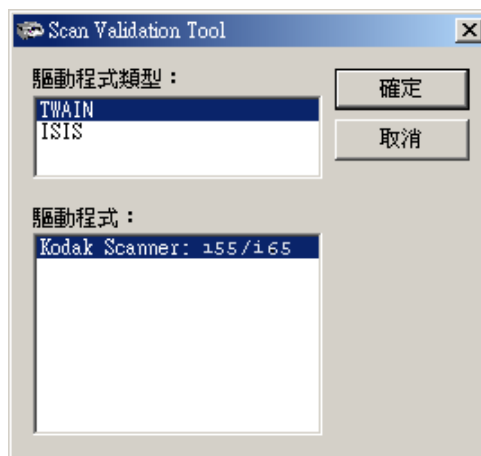 Scan Validation Tool
驅動程式類型：
TWAIN
ISIS
確定
取消
驅動程式：
Kodak Scanner: i55/i65